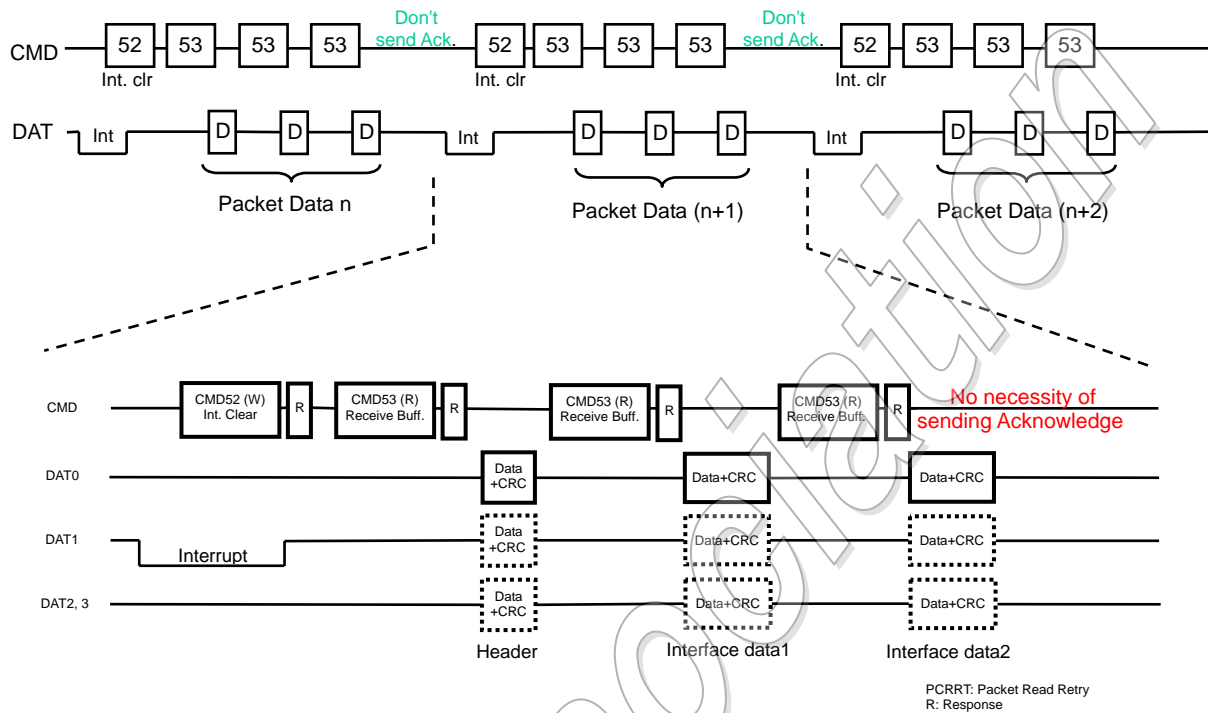 Don't
send Ack.
Don't
send Ack.
CMD
52
53
53
53
52
53
53
53
52
53
53
53
Int. clr
Int. clr
Int. clr
DAT
Int
D
D
D
Int
D
D
D
Int
D
D
D
Packet Data n
Packet Data (n+1)
Packet Data (n+2)
CMD
CMD52 (W)
Int. Clear
R
CMD53 (R)
Receive Buff.
R
CMD53 (R)
Receive Buff.
R
CMD53 (R)
Receive Buff.
R
No necessity of
sending Acknowledge
DAT0
Data
+CRC
Data+CRC
Data+CRC
DAT1
Interrupt
Data
+CRC
Data+CRC
Data+CRC
DAT2, 3
Data
+CRC
Data+CRC
Data+CRC
Header
Interface data1
Interface data2
PCRRT: Packet Read Retry
R: Response
ociation